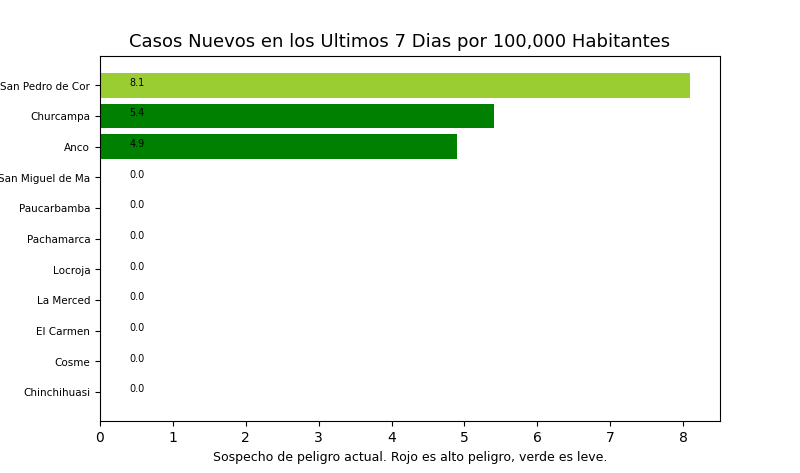 Casos Nuevos en los Ultimos 7 Dias por 100,000 Habitantes
San Pedro de Cor 8.1
Churcampa 5.4
Anco 4.9
San Miguel de Ma 0.0
Paucarbamba 0.0
Pachamarca 0.0
Locroja 0.0
La Merced 0.0
El Carmen 0.0
Cosme 0.0
Chinchihuasi 0.0
0 1 2 3 4 5 6 7 8
Sospecho de peligro actual. Rojo es alto peligro, verde es leve.